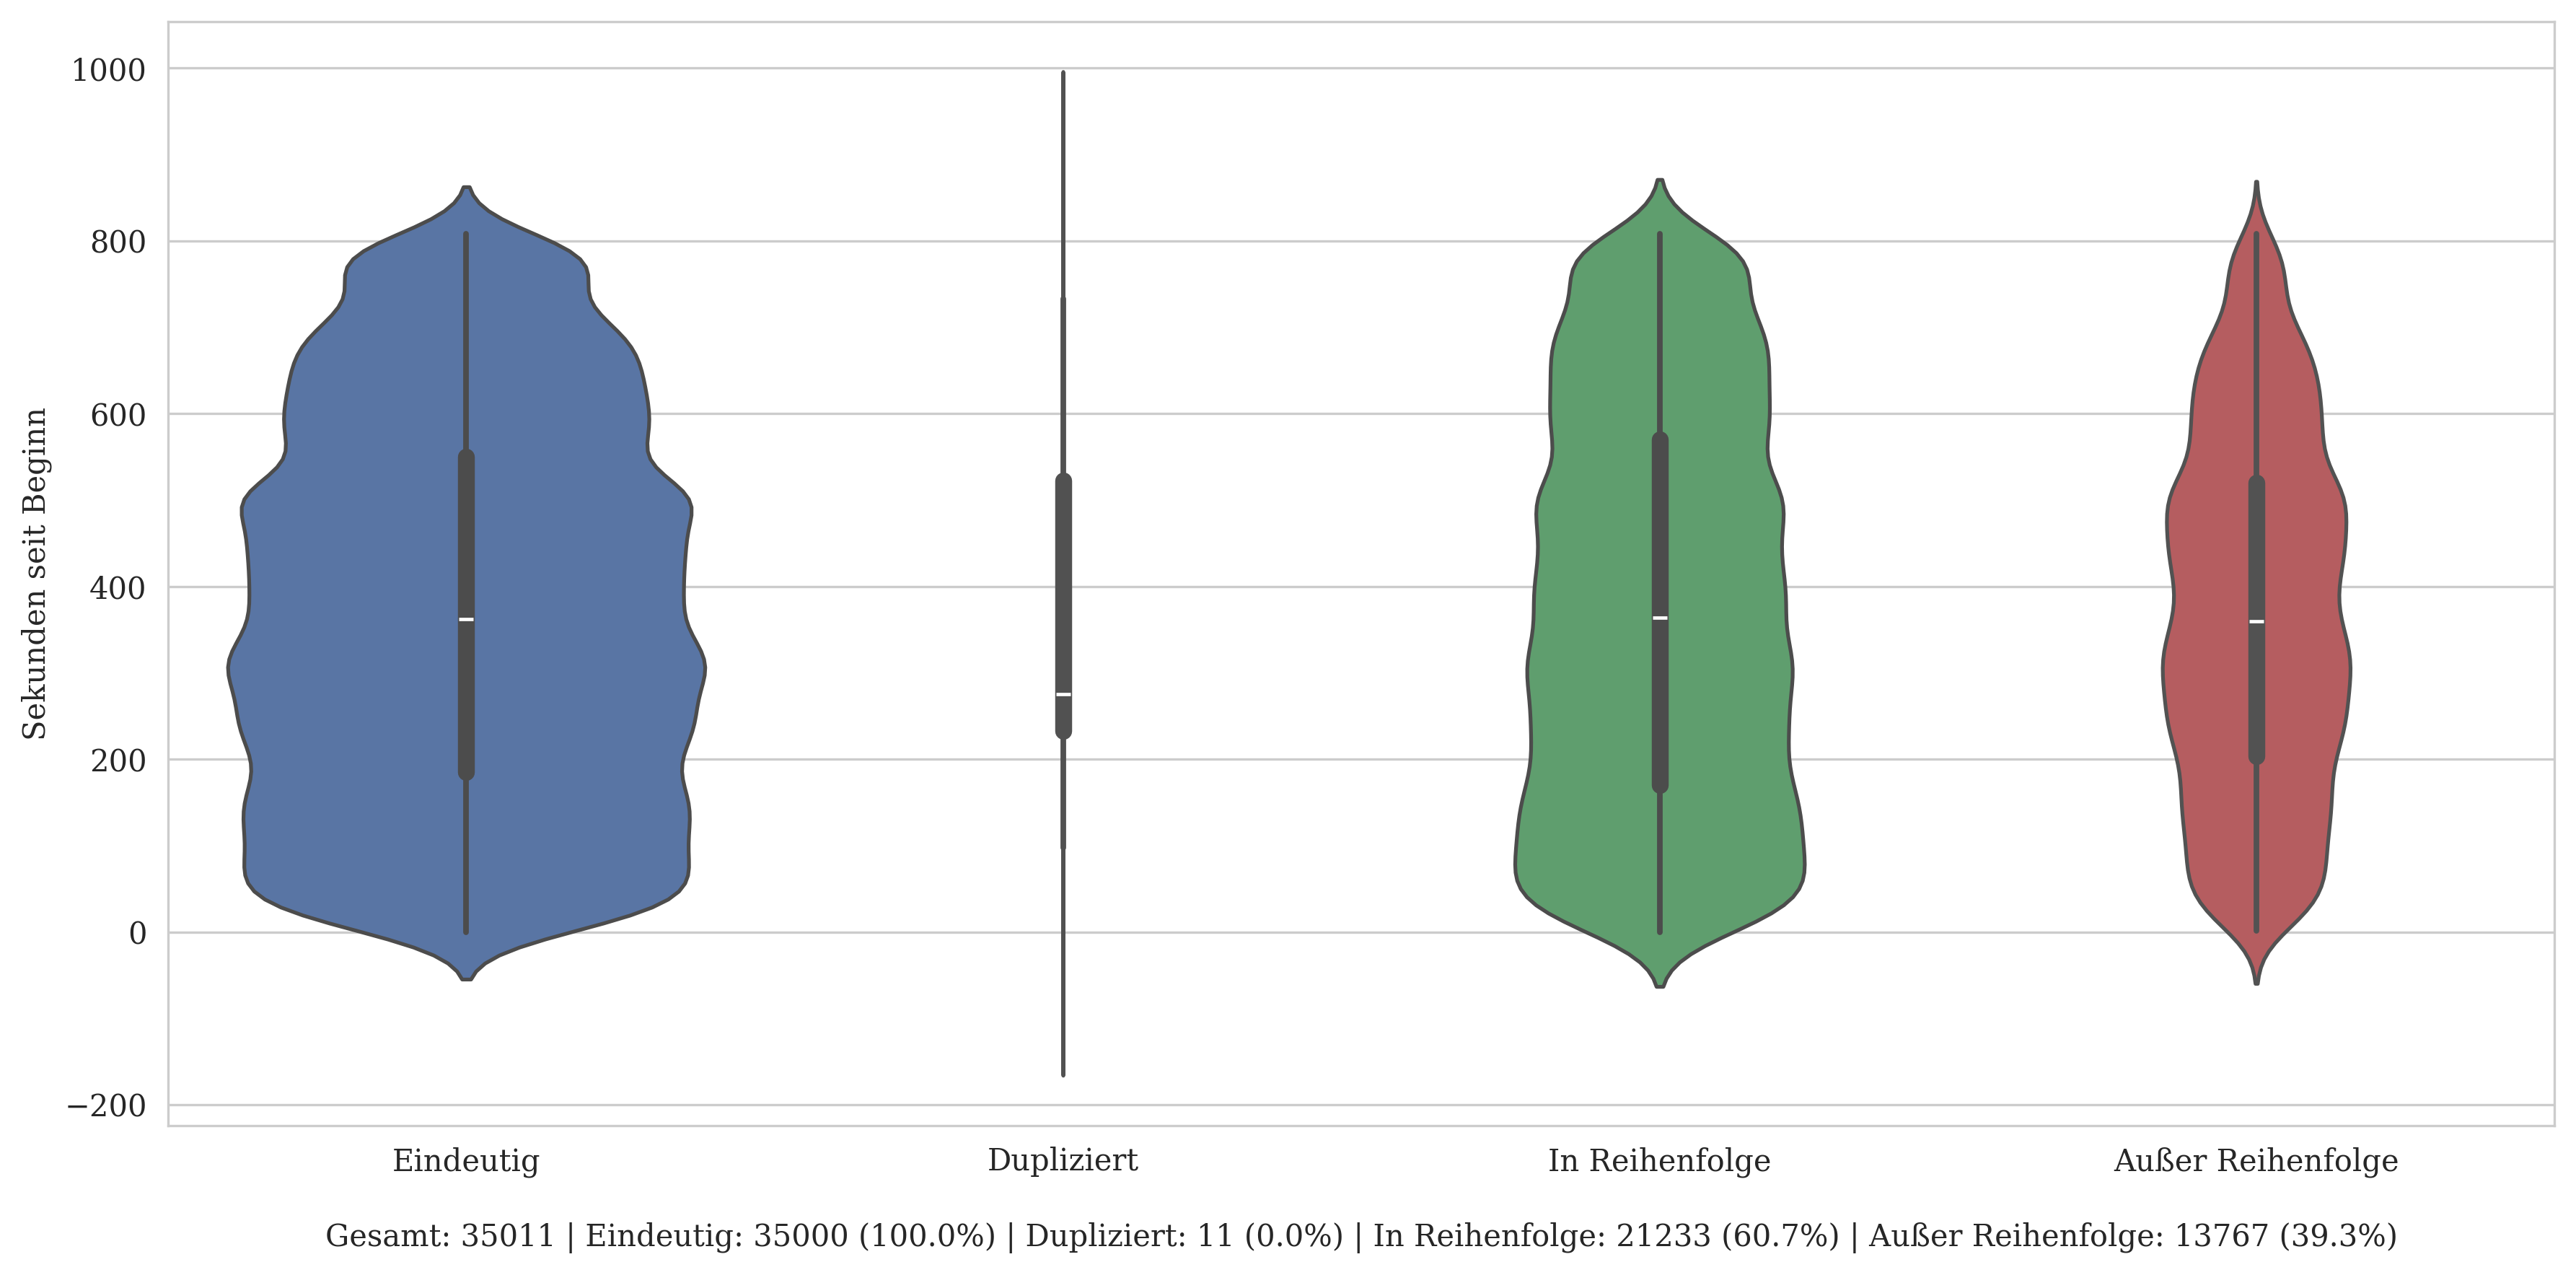 Sekunden seit Beginn
1000
800
600
400
200
0
−200
Eindeutig
Dupliziert
In Reihenfolge
Außer Reihenfolge
Gesamt: 35011 | Eindeutig: 35000 (100.0%) | Dupliziert: 11 (0.0%) | In Reihenfolge: 21233 (60.7%) | Außer Reihenfolge: 13767 (39.3%)